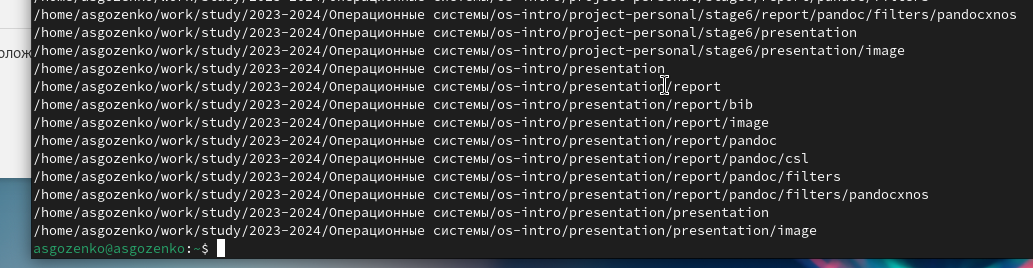 /home/asgozenko/work/study/2023-2024/Операционные системы/os-intro/project-personal/stage6/report/pandoc/filters/pandocxnos
/home/asgozenko/work/study/2023-2024/Операционные системы/os-intro/project-personal/stage6/presentation
/home/asgozenko/work/study/2023-2024/Операционные системы/os-intro/project-personal/stage6/presentation/image
/home/asgozenko/work/study/2023-2024/Операционные системы/os-intro/presentation
/home/asgozenko/work/study/2023-2024/Операционные системы/os-intro/presentation/report
/home/asgozenko/work/study/2023-2024/Операционные системы/os-intro/presentation/report/bib
/home/asgozenko/work/study/2023-2024/Операционные системы/os-intro/presentation/report/image
/home/asgozenko/work/study/2023-2024/Операционные системы/os-intro/presentation/report/pandoc
/home/asgozenko/work/study/2023-2024/Операционные системы/os-intro/presentation/report/pandoc/csl
/home/asgozenko/work/study/2023-2024/Операционные системы/os-intro/presentation/report/pandoc/filters
/home/asgozenko/work/study/2023-2024/Операционные системы/os-intro/presentation/report/pandoc/filters/pandocxnos
/home/asgozenko/work/study/2023-2024/Операционные системы/os-intro/presentation/presentation
/home/asgozenko/work/study/2023-2024/Операционные системы/os-intro/presentation/presentation/image
asgozenko@asgozenko:~$